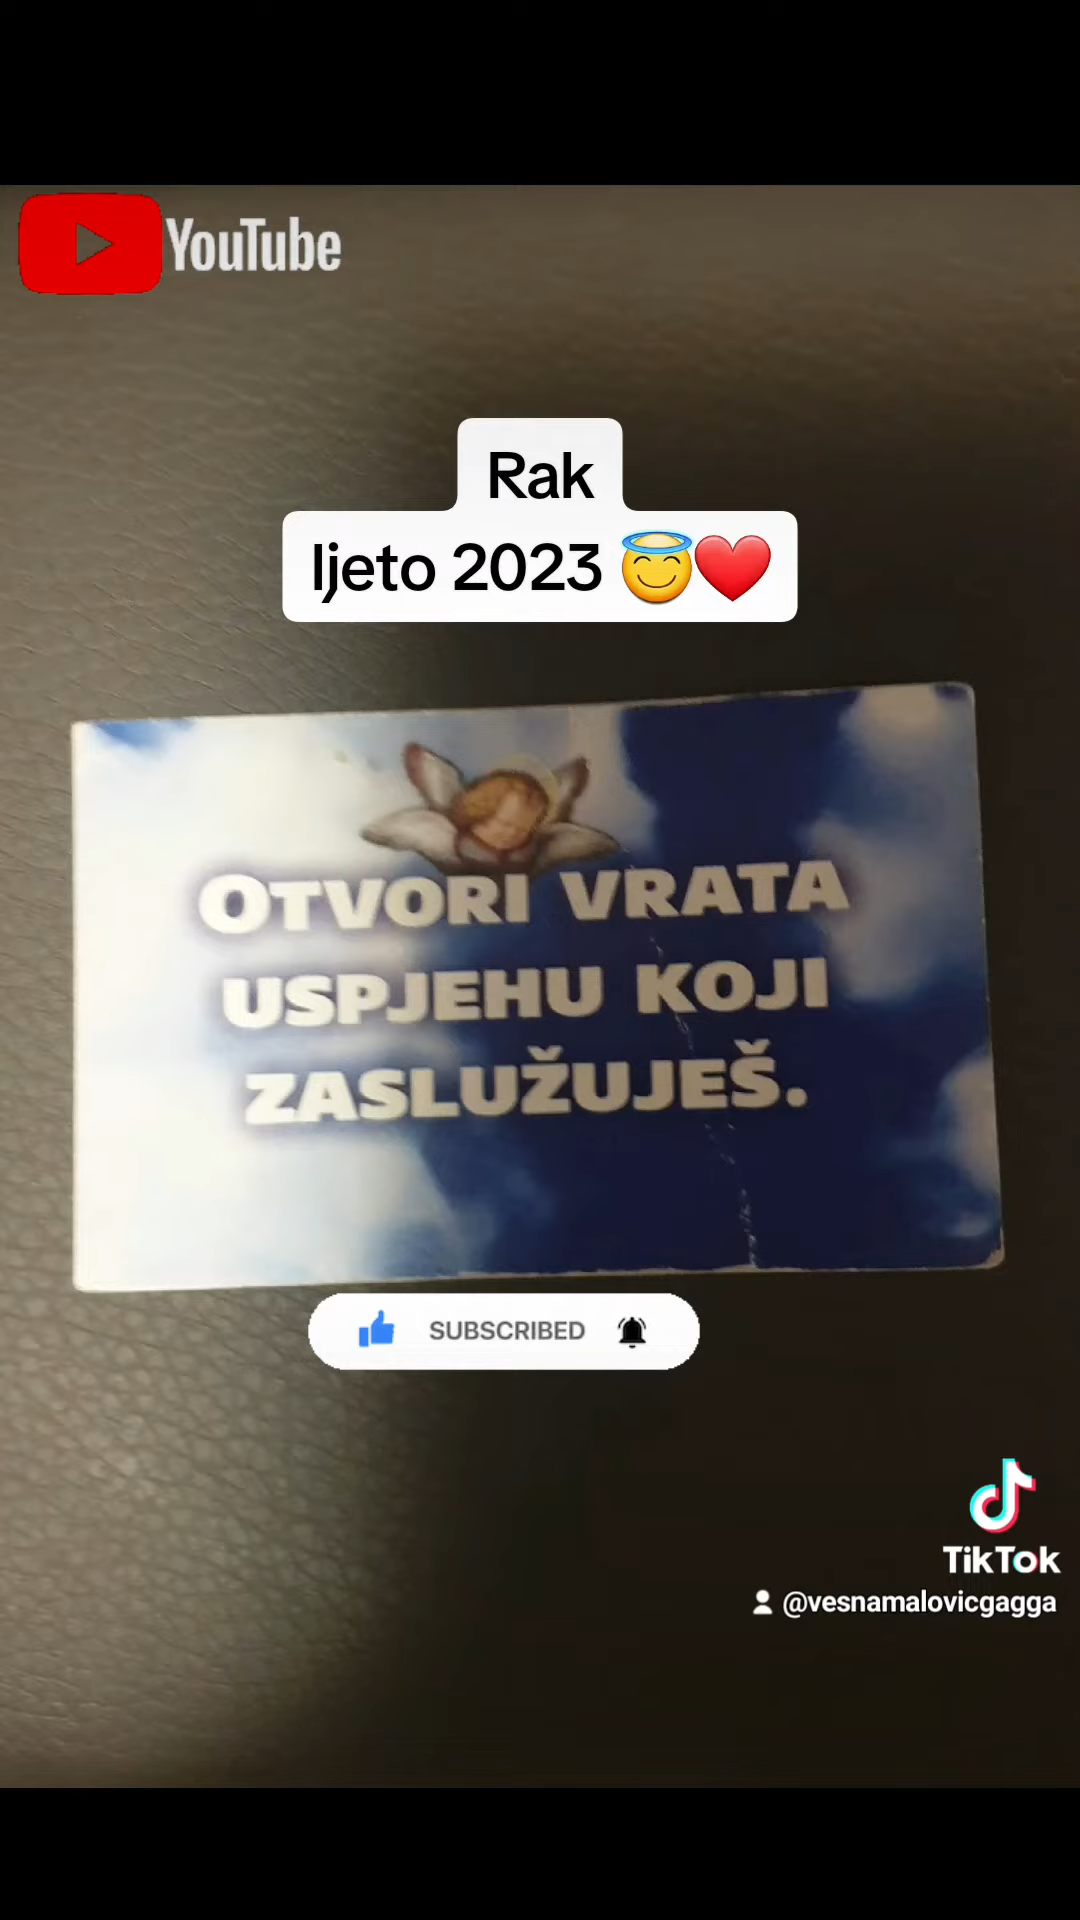 YouTube
Rak
ljeto 2023 😇❤️
OTVORI VRATA
USPJEHU KOJI
ZASLUŽUJEŠ.
SUBSCRIBED
TikTok
@vesnamalovicgagga